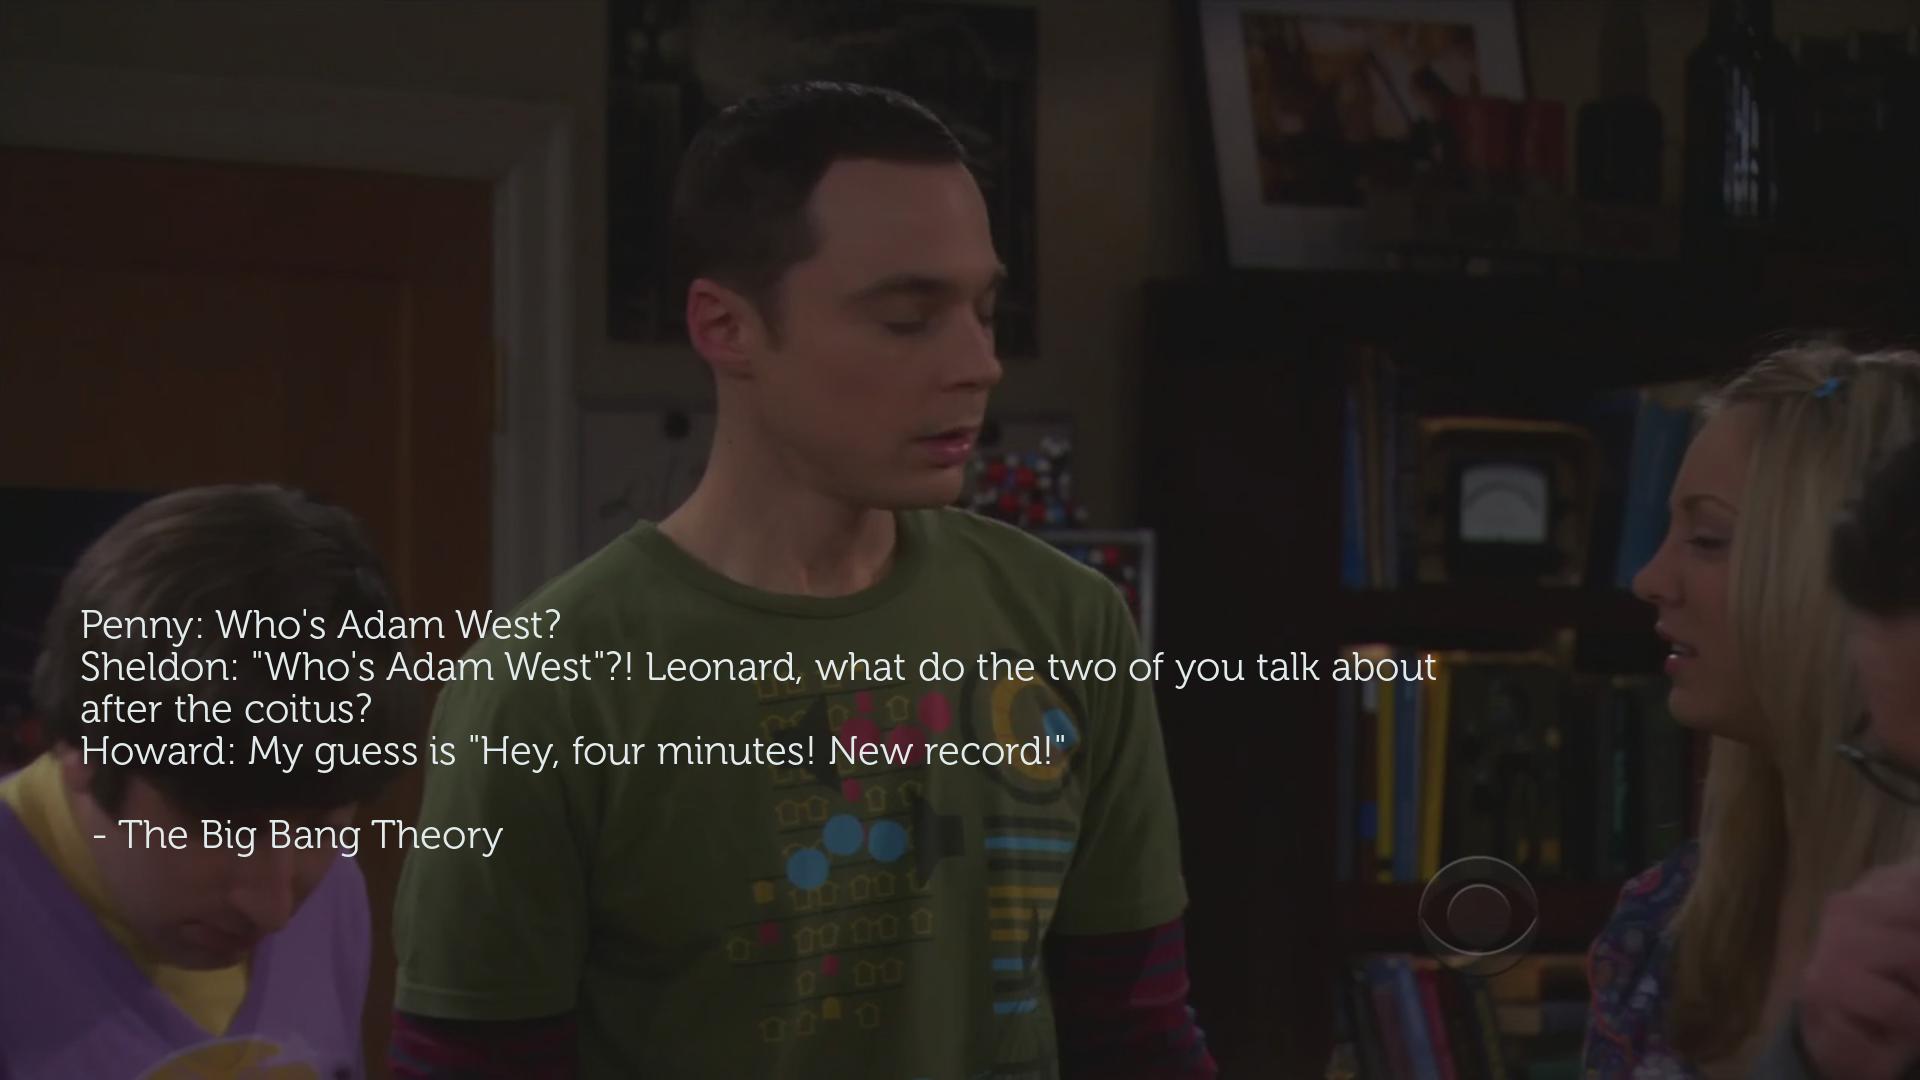 Penny: Who's Adam West?
Sheldon: "Who's Adam West"?! Leonard, what do the two of you talk about
after the coitus?
Howard: My guess is "Hey, four minutes! New record!"
- The Big Bang Theory